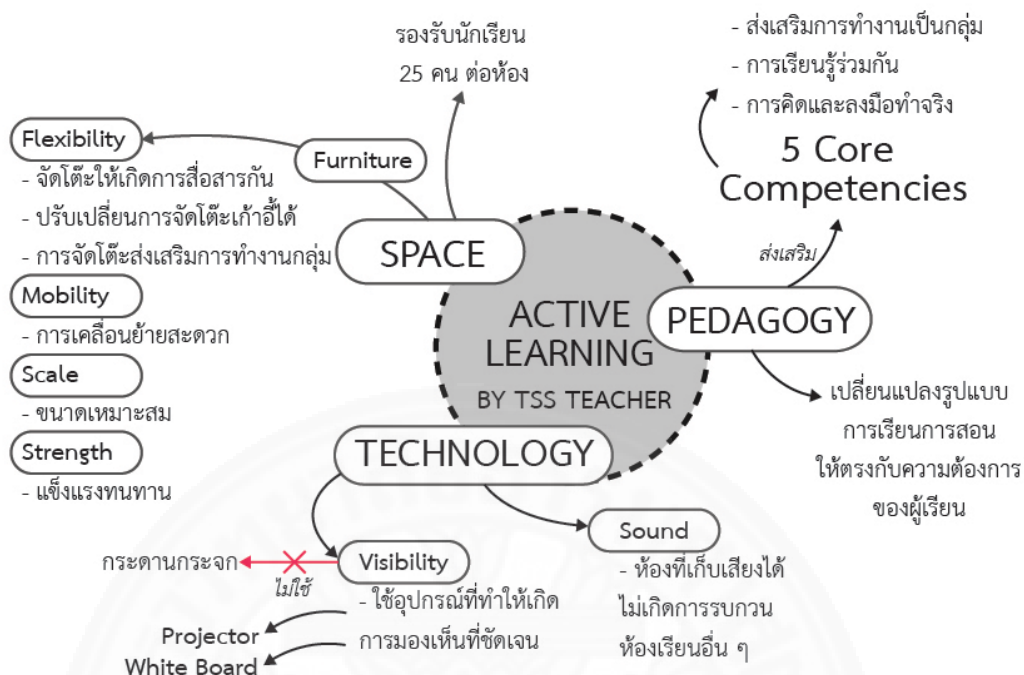 รองรับนักเรียน
25 คน ต่อห้อง
- ส่งเสริมการทำงานเป็นกลุ่ม
- การเรียนรู้ร่วมกัน
- การคิดและลงมือทำจริง
5 Core
Competencies
ส่งเสริม
Flexibility
Furniture
- จัดโต๊ะให้เกิดการสื่อสารกัน
- ปรับเปลี่ยนการจัดโต๊ะเก้าอี้ได้
- การจัดโต๊ะส่งเสริมการทำงานกลุ่ม
Mobility
- การเคลื่อนย้ายสะดวก
Scale
- ขนาดเหมาะสม
Strength
- แข็งแรงทนทาน
SPACE
ACTIVE
LEARNING
BY TSS TEACHER
PEDAGOGY
เปลี่ยนแปลงรูปแบบ
การเรียนการสอน
ให้ตรงกับความต้องการ
ของผู้เรียน
TECHNOLOGY
กระดานกระจก
ไม่ใช้
Visibility
- ใช้อุปกรณ์ที่ทำให้เกิด
การมองเห็นที่ชัดเจน
Projector
White Board
Sound
- ห้องที่เก็บเสียงได้
ไม่เกิดการรบกวน
ห้องเรียนอื่น ๆ